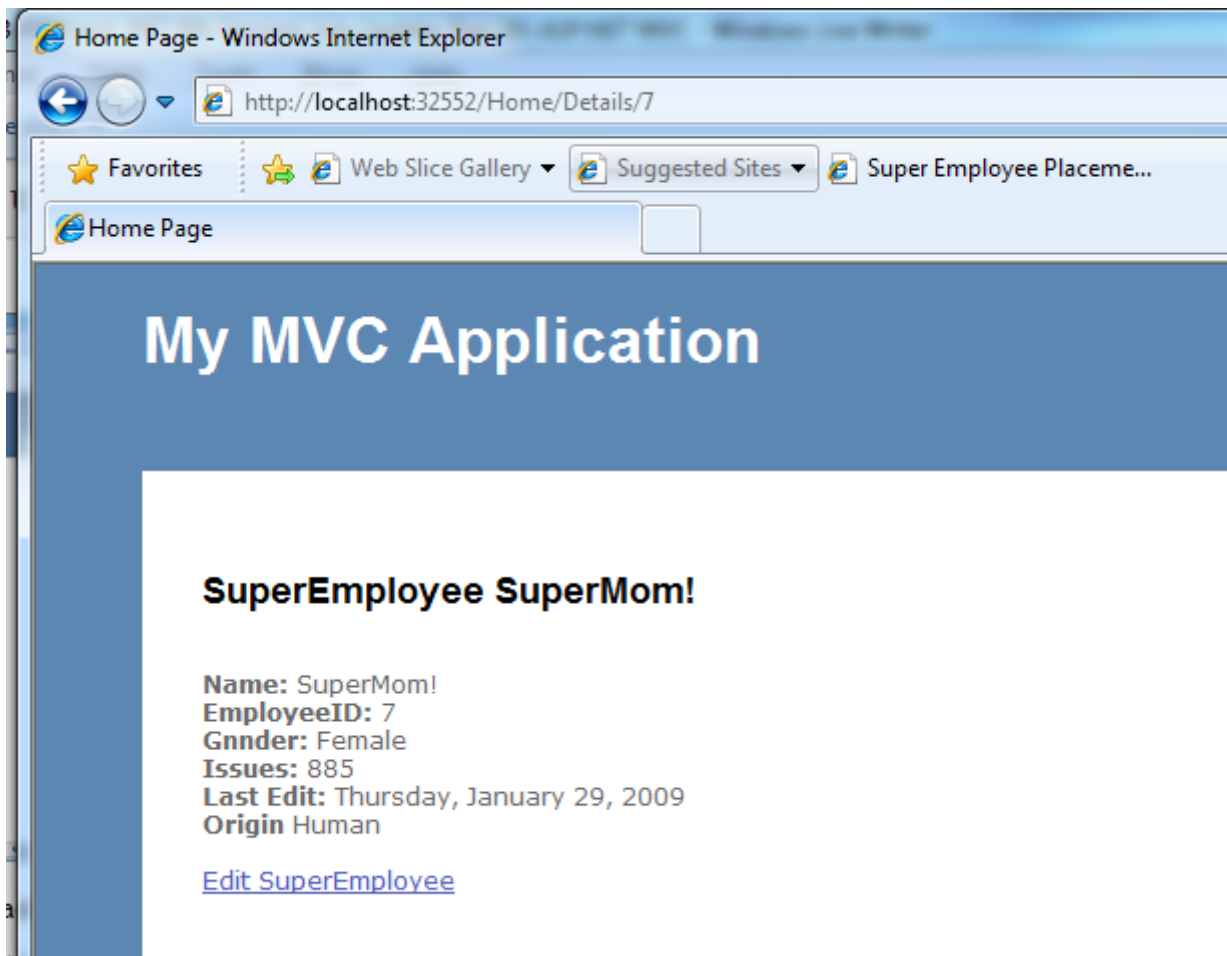 Home Page - Windows Internet Explorer
http://localhost:32552/Home/Details/7
Favorites Web Slice Gallery Suggested Sites Super Employee Placeme...
Home Page
My MVC Application
SuperEmployee SuperMom!
Name: SuperMom!
EmployeeID: 7
Gnnder: Female
Issues: 885
Last Edit: Thursday, January 29, 2009
Origin Human
Edit SuperEmployee